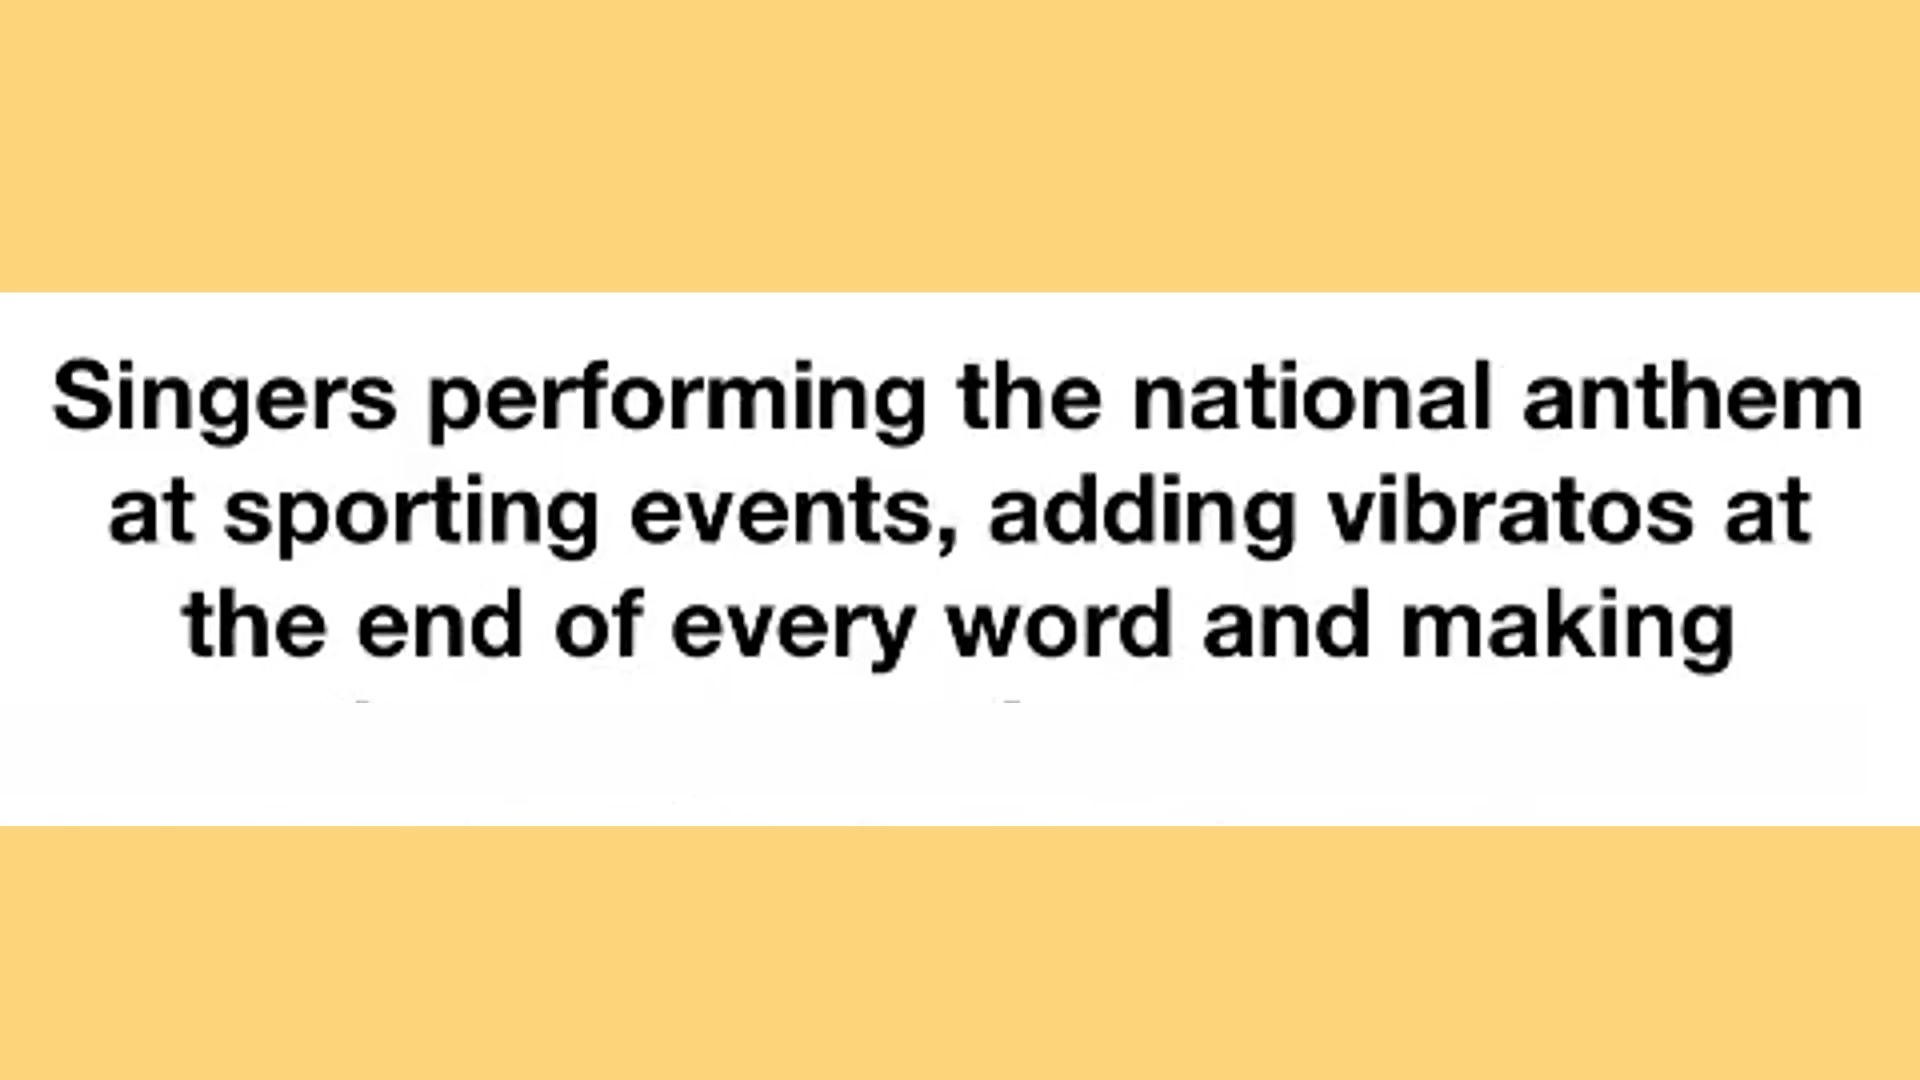 Singers performing the national anthem
at sporting events, adding vibratos at
the end of every word and making